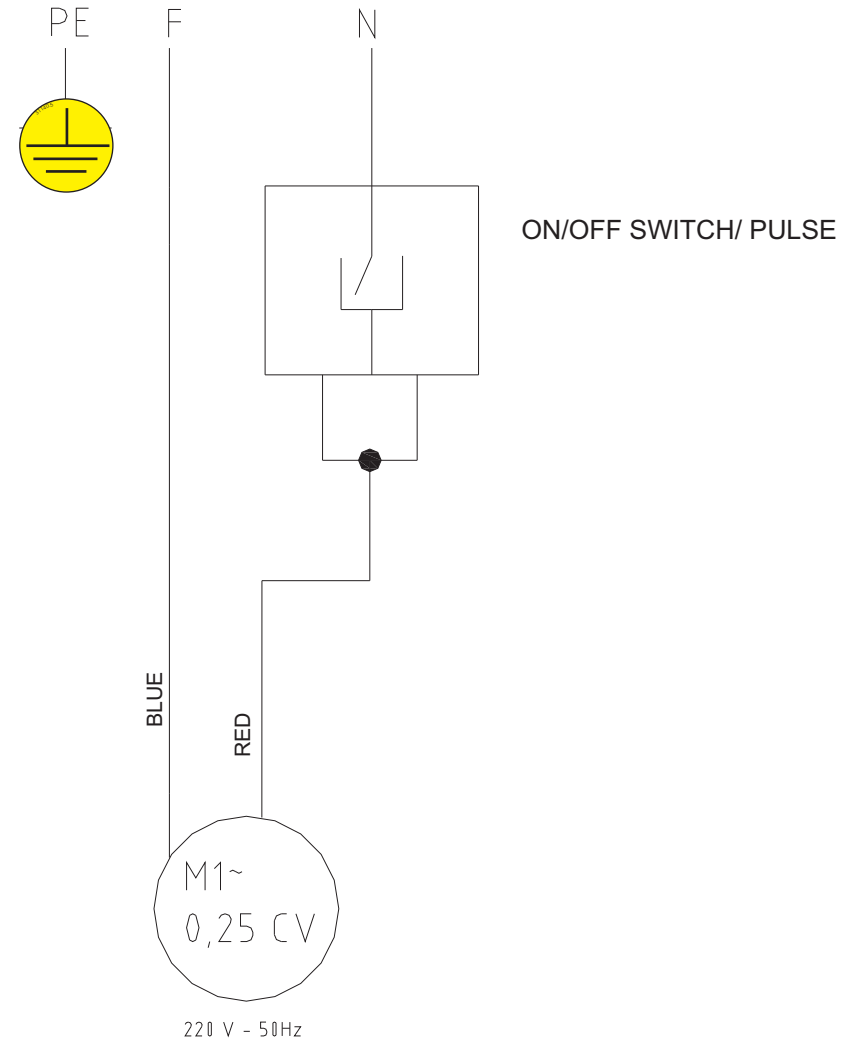 PE F N
ON/OFF SWITCH/ PULSE
BLUE
RED
M1~
0,25 CV
220 V - 50Hz